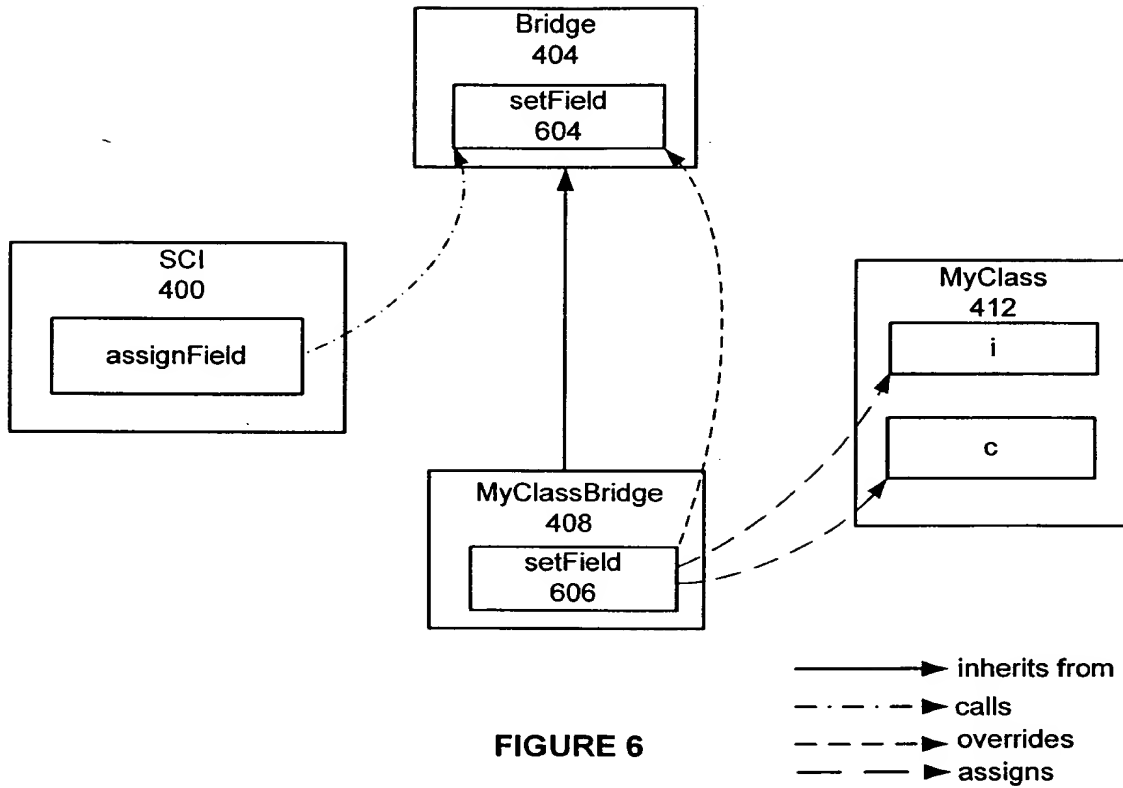 Bridge
404
setField
604
SCI
400
assignField
MyClass
412
i
c
MyClassBridge
408
setField
606
inherits from
calls
overrides
assigns
FIGURE 6